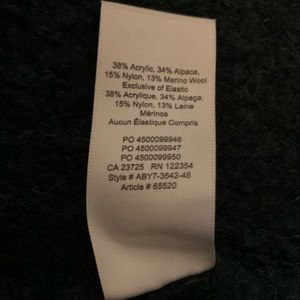 38% Acrylic, 34% Alpaca,
15% Nylon, 13% Merino Wool
Exclusive of Elastic
38% Acrylique, 34% Alpega,
15% Nylon, 13% Laine
Mérinos
Aucun Élastique Compris
PO 4500099946
PO 4500099947
PO 4500099950
CA 23725 RN 122354
Style # ABY7-3642-48
Article # 65520